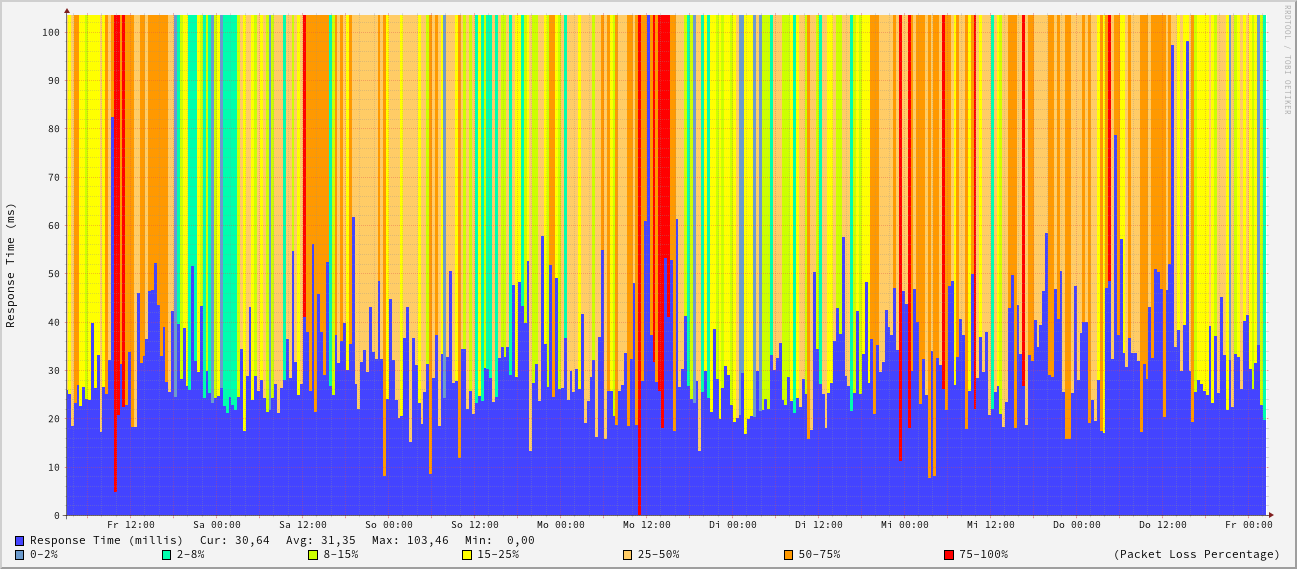 RRDTOOL / TOBI OETIKER
Response Time (ms)
100
90
80
70
60
50
40
30
20
10
0
Fr 12:00 Sa 00:00 Sa 12:00 So 00:00 So 12:00 Mo 00:00 Mo 12:00 Di 00:00 Di 12:00 Mi 00:00 Mi 12:00 Do 00:00 Do 12:00 Fr 00:00
Response Time (millis) Cur: 30,64 Avg: 31,35 Max: 103,46 Min: 0,00
0-2% 2-8% 8-15% 15-25% 25-50% 50-75% 75-100% (Packet Loss Percentage)